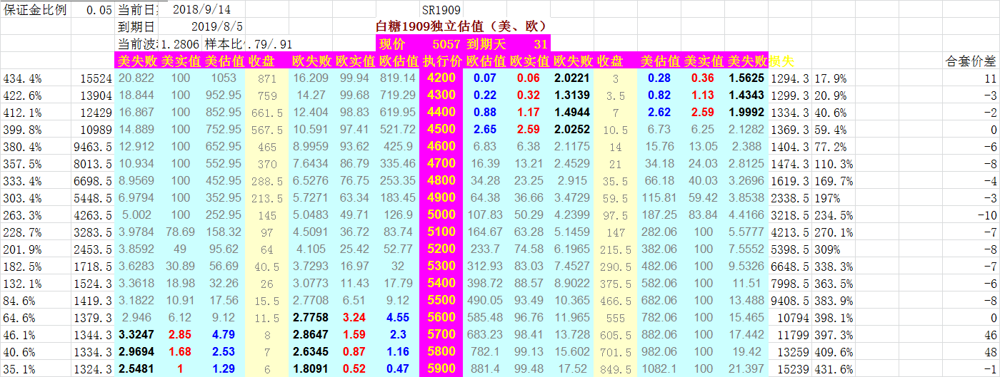 保证金比例 0.05 当前日 2018/9/14 SR1909
到期日 2019/8/5 白糖1909独立估值（美、欧）
当前波 1.2806 样本比 .79/.91 现价 5057 到期天 31
美失败 美实值 美估值 收盘 欧失败 欧实值 欧估值 执行价 欧估值 欧实值 欧失败 收盘 美估值 美实值 美失败 损失 合套价差
434.4% 15524 20.822 100 1053 871 16.209 99.94 819.14 4200 0.07 0.06 2.0221 3 0.28 0.36 1.5625 1294.3 17.9% 11
422.6% 13904 18.844 100 952.95 759 14.27 99.68 719.29 4300 0.22 0.32 1.3139 3.5 0.82 1.13 1.4343 1299.3 20.9% -3
412.1% 12429 16.867 100 852.95 661.5 12.404 98.83 619.95 4400 0.88 1.17 1.4944 7 2.62 2.59 1.9992 1334.3 40.6% -2
399.8% 10989 14.889 100 752.95 567.5 10.591 97.41 521.72 4500 2.65 2.59 2.0252 10.5 6.73 6.25 2.1282 1369.3 59.4% 0
380.4% 9463.5 12.912 100 652.95 465 8.9959 93.62 425.9 4600 6.83 6.38 2.1175 14 15.76 13.05 2.388 1404.3 77.2% -6
357.5% 8013.5 10.934 100 552.95 370 7.6434 86.79 335.46 4700 16.39 13.21 2.4529 21 34.18 24.03 2.8125 1474.3 110.3% -8
333.4% 6698.5 8.9569 100 452.95 288.5 6.5276 76.75 253.35 4800 34.28 23.25 2.915 35.5 66.18 40.03 3.2696 1619.3 169.7% -4
303.4% 5448.5 6.9794 100 352.95 213.5 5.7271 63.34 183.45 4900 64.38 36.66 3.4729 59.5 115.81 59.42 3.8538 2338.5 197% -3
263.3% 4263.5 5.002 100 252.95 145 5.0483 49.71 126.9 5000 107.83 50.29 4.2399 97.5 187.25 83.84 4.4166 3218.5 234.5% -10
228.7% 3283.5 3.9784 78.69 158.32 97 4.5091 36.72 83.74 5100 164.67 63.28 5.1459 147 282.06 100 5.5777 4213.5 270.1% -7
201.9% 2453.5 3.8592 49 95.62 64 4.105 25.42 52.77 5200 233.7 74.58 6.1965 215.5 382.06 100 7.5552 5398.5 309% -8
182.5% 1718.5 3.6283 30.89 56.69 40.5 3.7293 16.97 32 5300 312.93 83.03 7.4527 290.5 482.06 100 9.5326 6648.5 338.3% -7
132.1% 1524.3 3.3618 18.98 32.26 26 3.0773 11.43 17.79 5400 398.72 88.57 8.9022 375.5 582.06 100 11.51 7998.5 363.5% -6
84.6% 1419.3 3.1822 10.91 17.56 15.5 2.7708 6.51 9.12 5500 490.05 93.49 10.365 466.5 682.06 100 13.488 9408.5 383.9% -8
64.6% 1379.3 2.946 6.12 9.12 11.5 2.7758 3.24 4.55 5600 585.48 96.76 11.965 555 782.06 100 15.465 10794 398.1% 0
46.1% 1344.3 3.3247 2.85 4.79 8 2.8647 1.59 2.3 5700 683.23 98.41 13.728 605.5 882.06 100 17.442 11799 397.3% 46
40.6% 1334.3 2.9694 1.68 2.53 7 2.6345 0.87 1.16 5800 782.1 99.13 15.602 701.5 982.06 100 19.42 13259 409.6% 48
35.1% 1324.3 2.5481 1 1.29 6 1.8091 0.52 0.47 5900 881.4 99.48 17.52 849.5 1082.1 100 21.397 15239 431.6% -1